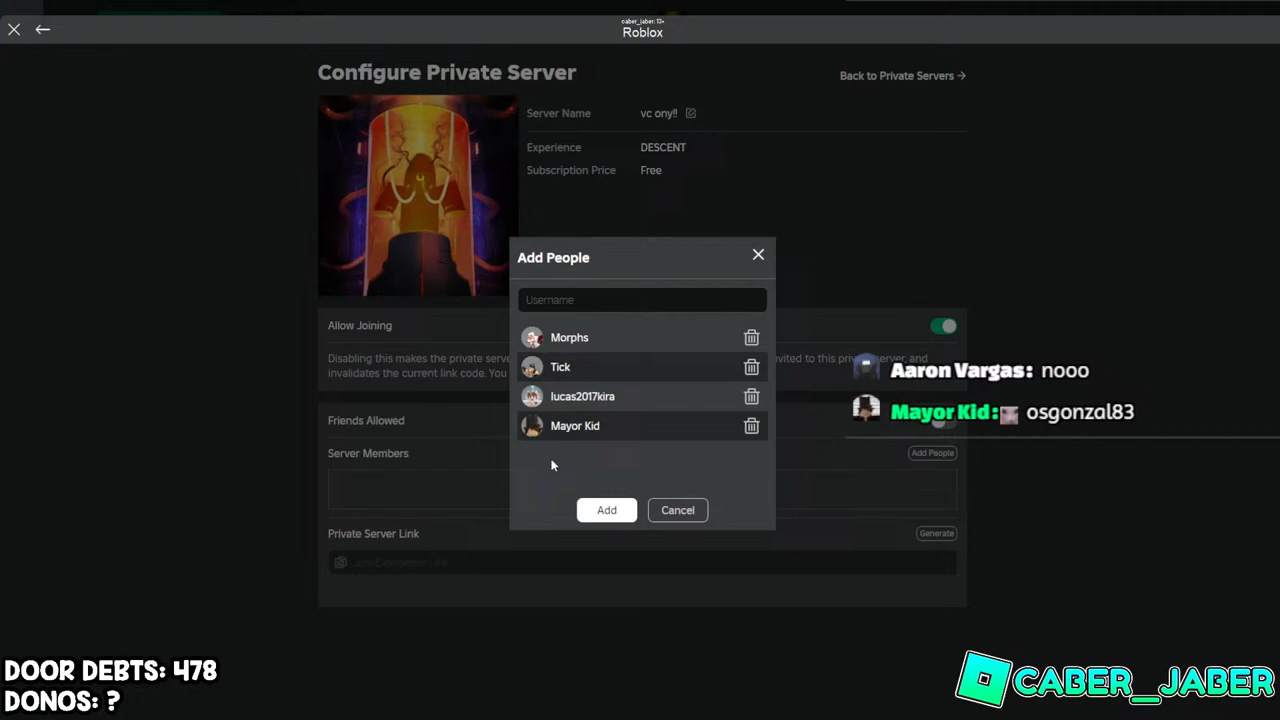 caber_jaber: 13+
Roblox
Configure Private Server
Back to Private Servers →
Server Name
vc ony!!
Experience
DESCENT
Subscription Price
Free
Add People
Username
Morphs
Tick
lucas2017kira
Mayor Kid
Add
Cancel
Allow Joining
Disabling this makes the private serve
vited to this private server, and
invalidates the current link code. You
Friends Allowed
Server Members
Add People
Private Server Link
Generate
Aaron Vargas: nooo
Mayor Kid: osgonzal83
DOOR DEBTS: 478
DONOS: ?
CABER_JABER